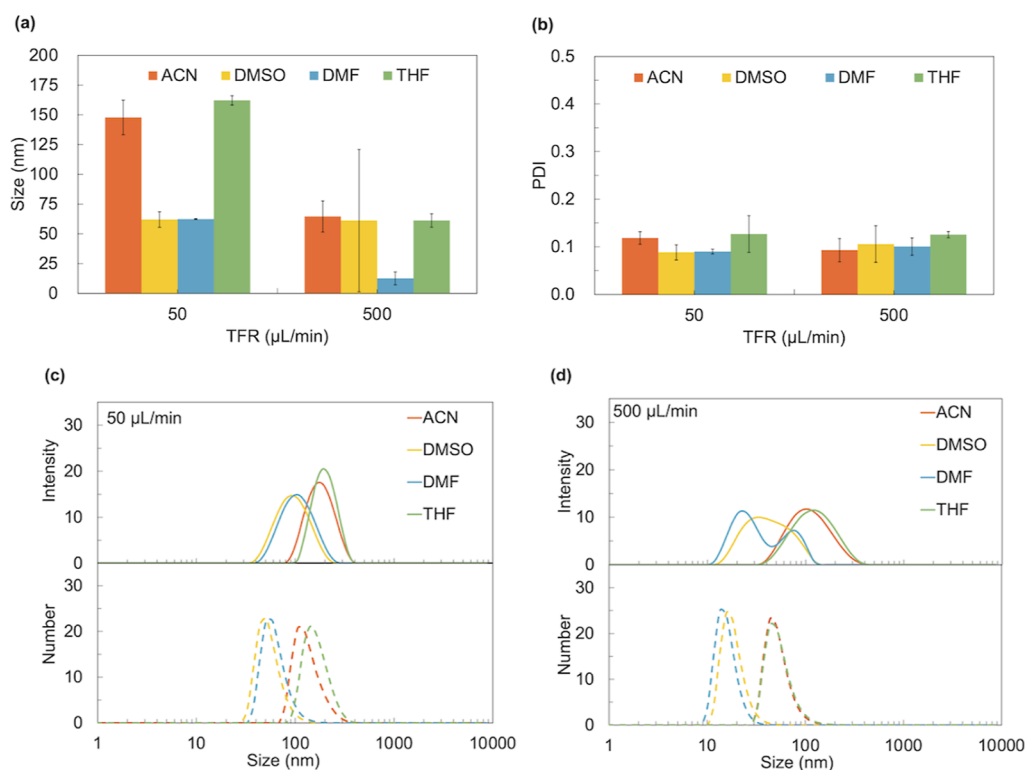 (a)
200
175
150
125
100
75
50
25
0
Size (nm)
ACN DMSO DMF THF
50 500
TFR (µL/min)
(b)
0.5
0.4
0.3
0.2
0.1
0.0
PDI
ACN DMSO DMF THF
50 500
TFR (µL/min)
(c)
50 µL/min
30
20
10
0
Intensity
ACN
DMSO
DMF
THF
30
20
10
0
Number
1 10 100 1000 10000
Size (nm)
(d)
500 µL/min
30
20
10
0
Intensity
ACN
DMSO
DMF
THF
30
20
10
0
Number
1 10 100 1000 10000
Size (nm)